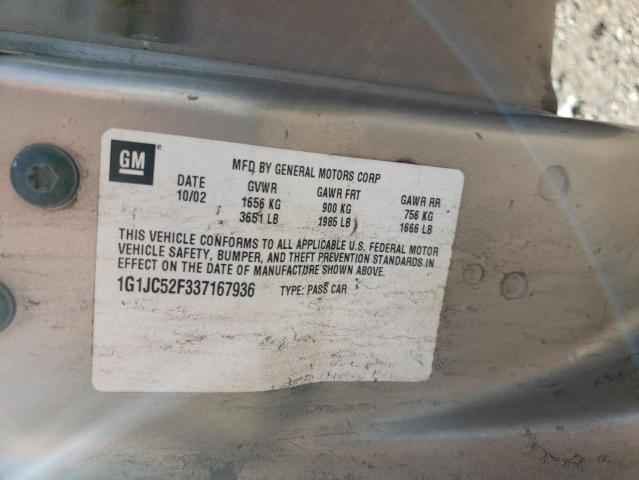 GM
MFD BY GENERAL MOTORS CORP
DATE GVWR GAWR FRT GAWR RR
10/02 1656 KG 900 KG 756 KG
3651 LB 1985 LB 1666 LB
THIS VEHICLE CONFORMS TO ALL APPLICABLE U.S. FEDERAL MOTOR
VEHICLE SAFETY, BUMPER, AND THEFT PREVENTION STANDARDS IN
EFFECT ON THE DATE OF MANUFACTURE SHOWN ABOVE.
1G1JC52F337167936 TYPE: PASS CAR